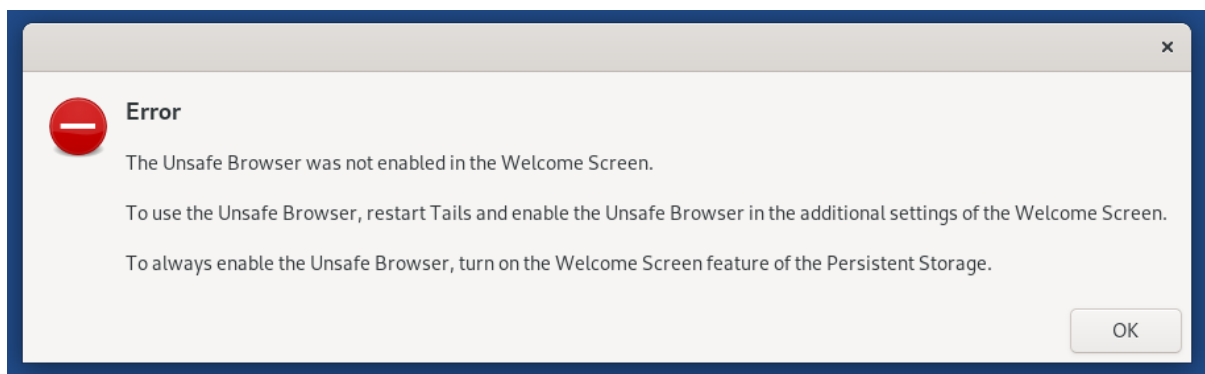 Error
The Unsafe Browser was not enabled in the Welcome Screen.
To use the Unsafe Browser, restart Tails and enable the Unsafe Browser in the additional settings of the Welcome Screen.
To always enable the Unsafe Browser, turn on the Welcome Screen feature of the Persistent Storage.
OK